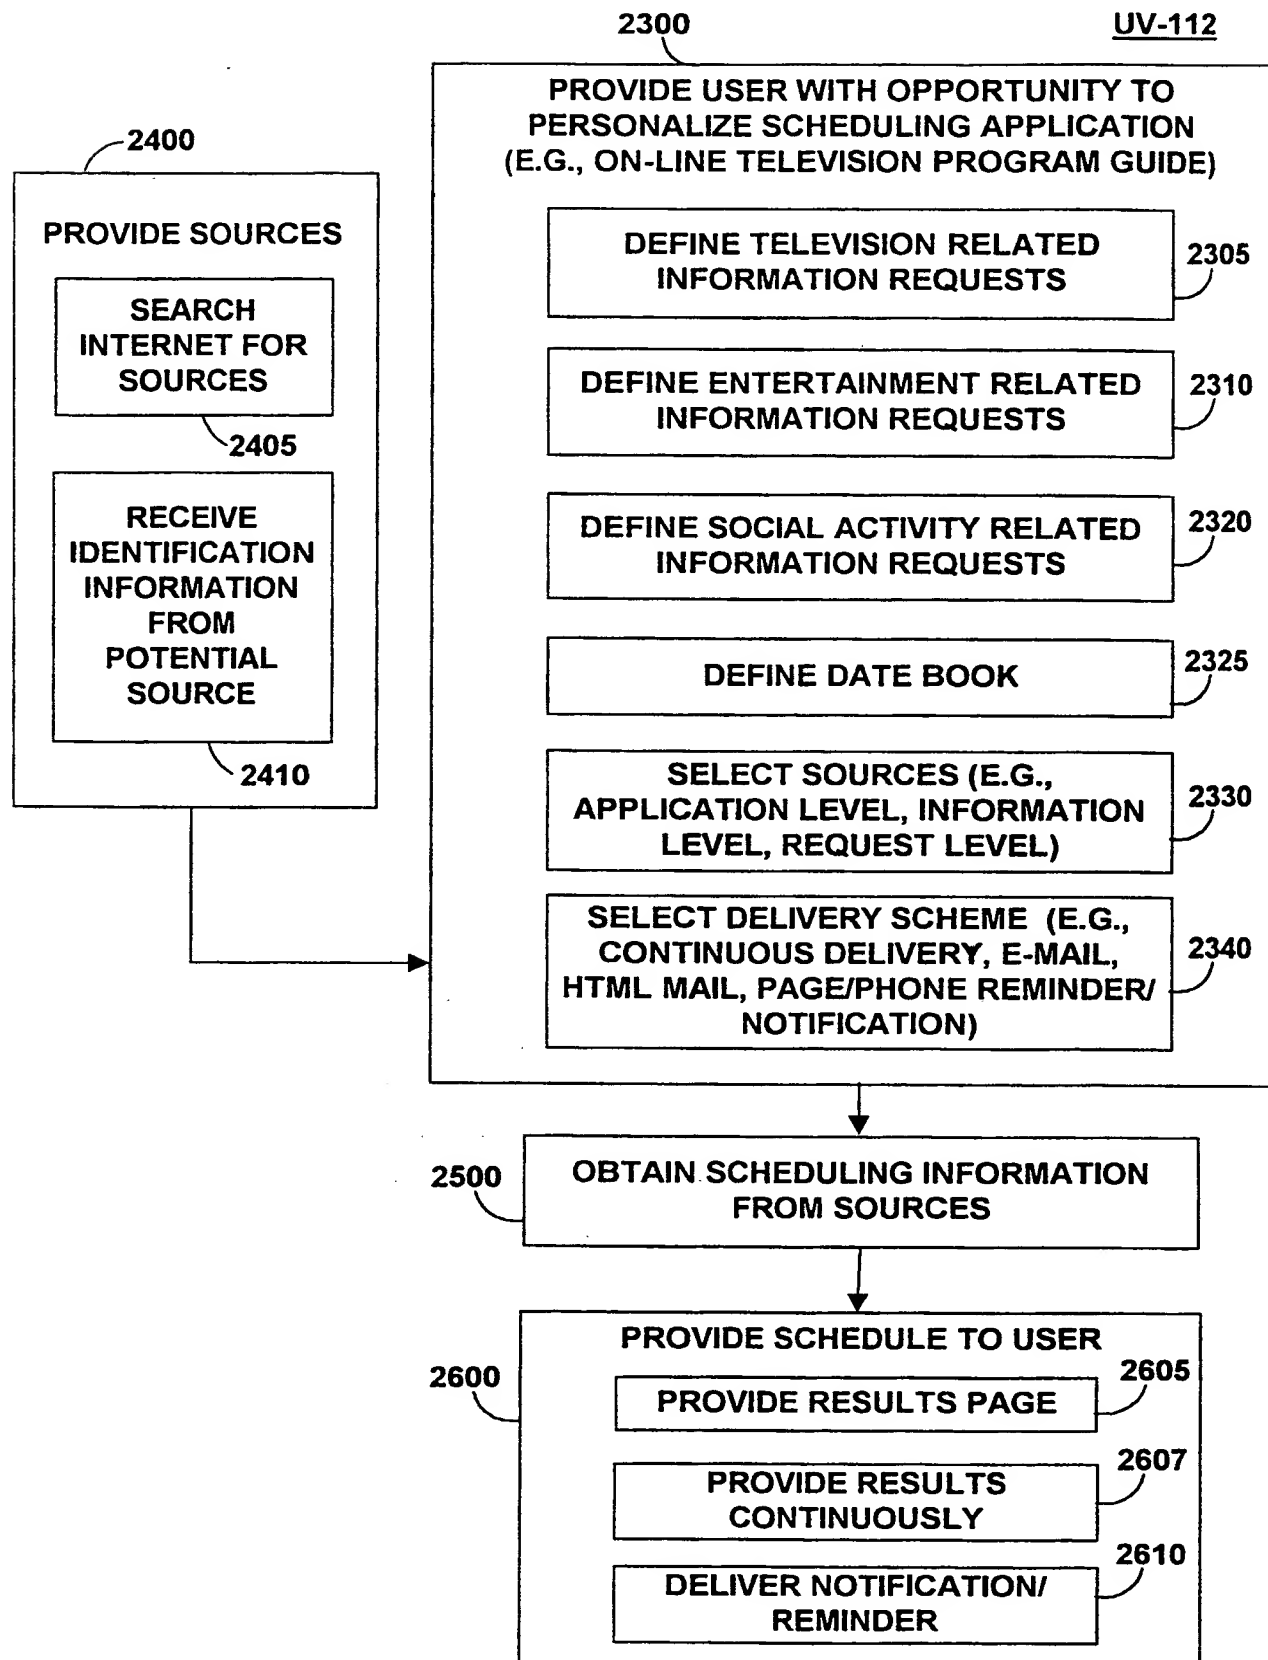 2300
UV-112
PROVIDE USER WITH OPPORTUNITY TO
PERSONALIZE SCHEDULING APPLICATION
(E.G., ON-LINE TELEVISION PROGRAM GUIDE)
2400
PROVIDE SOURCES
SEARCH
INTERNET FOR
SOURCES
2405
RECEIVE
IDENTIFICATION
INFORMATION
FROM
POTENTIAL
SOURCE
2410
DEFINE TELEVISION RELATED
INFORMATION REQUESTS
2305
DEFINE ENTERTAINMENT RELATED
INFORMATION REQUESTS
2310
DEFINE SOCIAL ACTIVITY RELATED
INFORMATION REQUESTS
2320
DEFINE DATE BOOK
2325
SELECT SOURCES (E.G.,
APPLICATION LEVEL, INFORMATION
LEVEL, REQUEST LEVEL)
2330
SELECT DELIVERY SCHEME (E.G.,
CONTINUOUS DELIVERY, E-MAIL,
HTML MAIL, PAGE/PHONE REMINDER/
NOTIFICATION)
2340
2500
OBTAIN SCHEDULING INFORMATION
FROM SOURCES
2600
PROVIDE SCHEDULE TO USER
PROVIDE RESULTS PAGE
2605
PROVIDE RESULTS
CONTINUOUSLY
2607
DELIVER NOTIFICATION/
REMINDER
2610